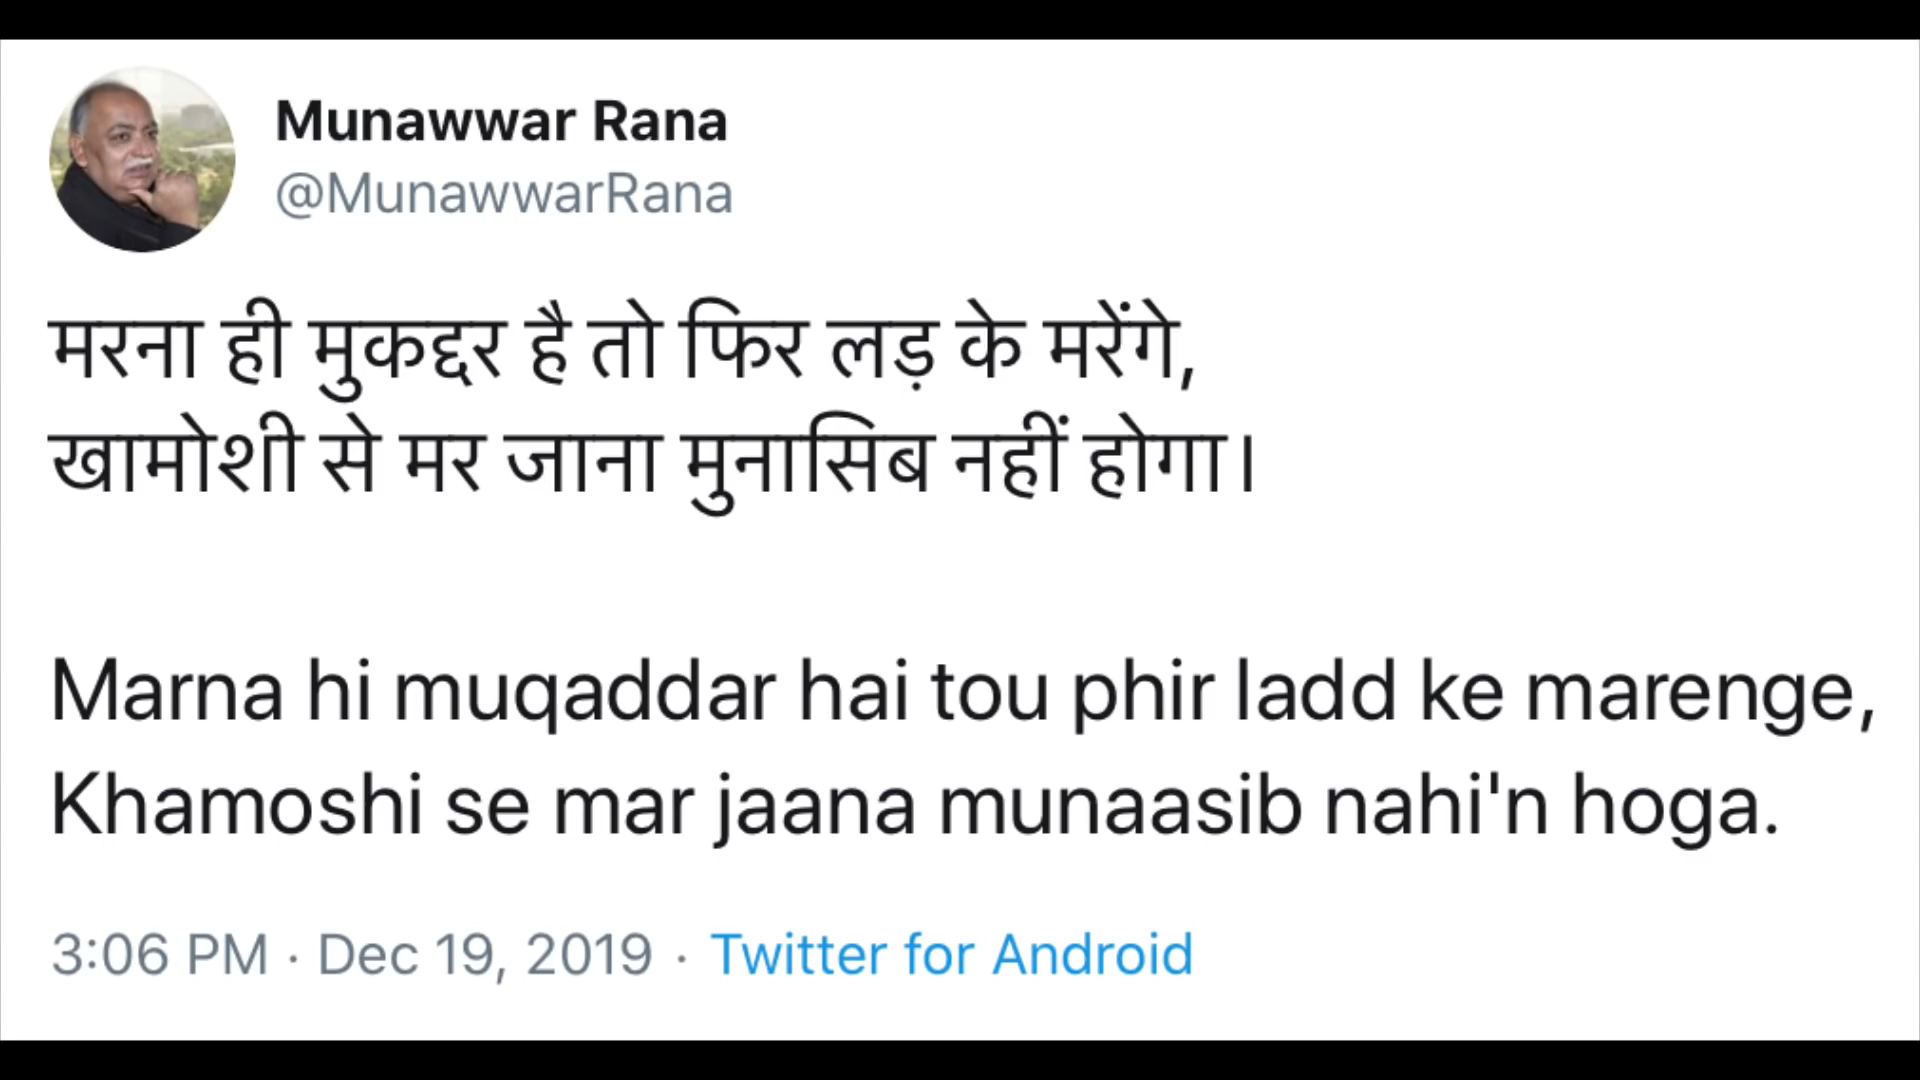 Munawwar Rana
@MunawwarRana
मरना ही मुकद्दर है तो फिर लड़ के मरेंगे,
खामोशी से मर जाना मुनासिब नहीं होगा।
Marna hi muqaddar hai tou phir ladd ke marenge,
Khamoshi se mar jaana munaasib nahi'n hoga.
3:06 PM · Dec 19, 2019 · Twitter for Android